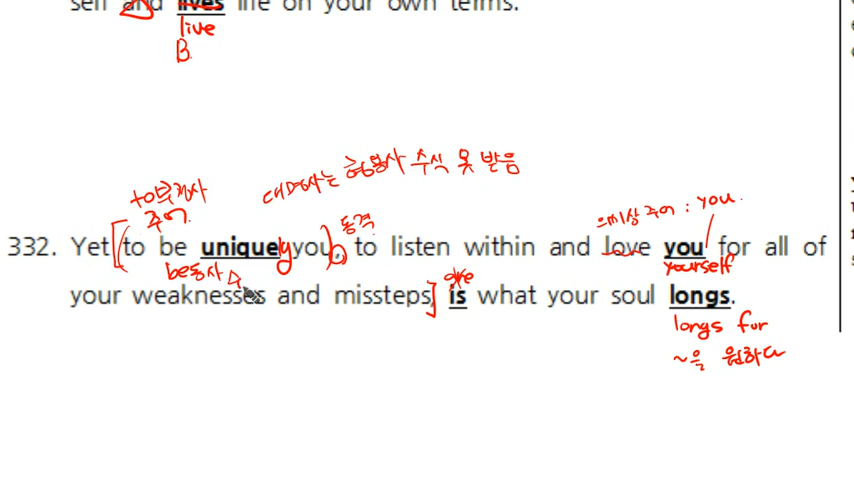 self and lives life on your own terms.
live
B
대명사는 형용사 수식 못 받음
to부정사
주어
동격
의미상 주어 : you
332. Yet to be uniquely you, to listen within and love you for all of
be동사
yourself
are
your weaknesses and missteps, is what your soul longs.
longs for
~을 원하다